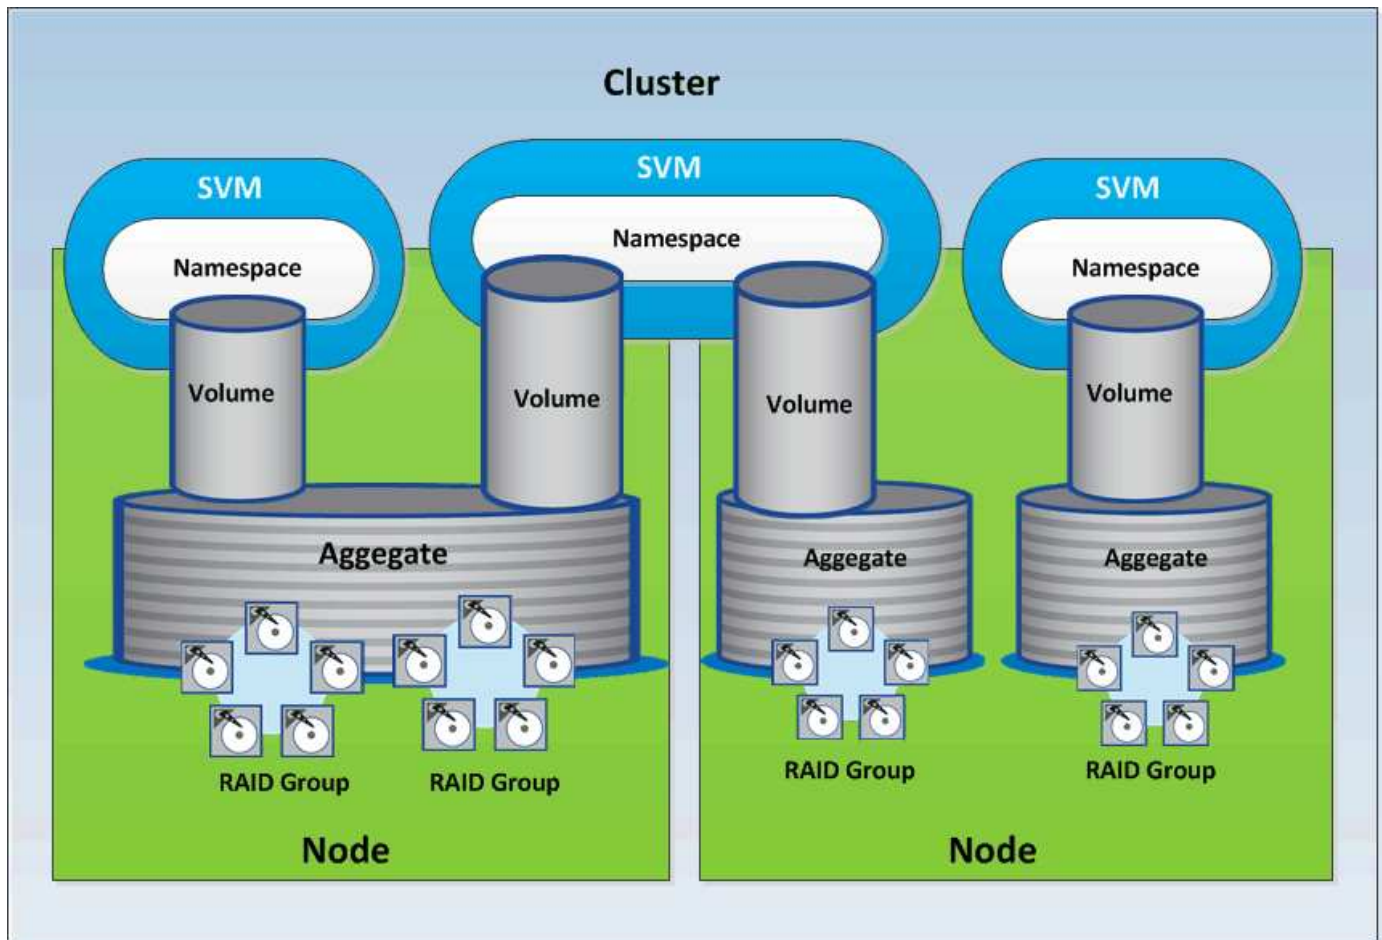 Cluster
SVM
SVM
SVM
Namespace
Namespace
Namespace
Volume
Volume
Volume
Volume
Aggegate
Aggegate
Aggegate
RAID Group
RAID Group
RAID Group
RAID Group
Node
Node